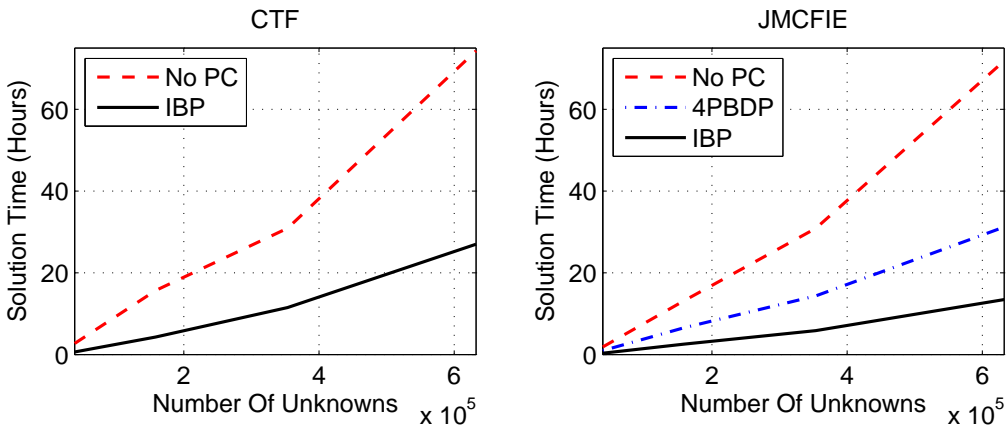 CTF
Solution Time (Hours)
60
40
20
0
No PC
IBP
2
4
6
Number Of Unknowns
x 10^5
JMCFIE
Solution Time (Hours)
60
40
20
0
No PC
4PBDP
IBP
2
4
6
Number Of Unknowns
x 10^5